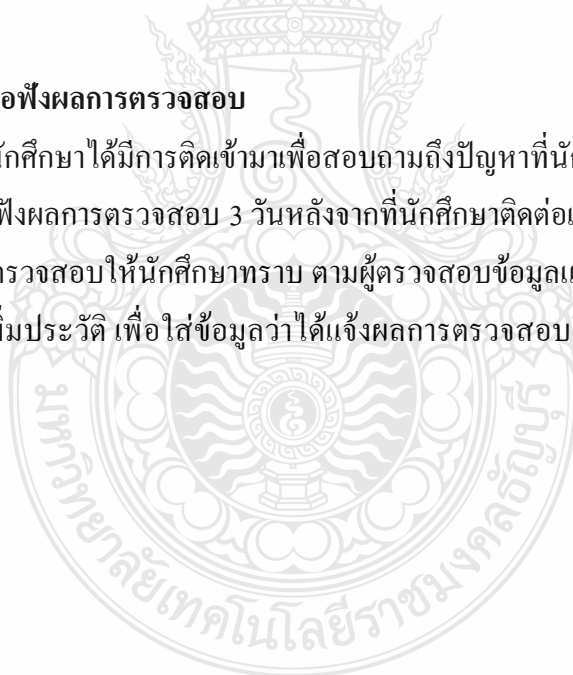 อฟังผลการตรวจสอบ
นักศึกษาได้มีการติดเข้ามาเพื่อสอบถามถึงปัญหาที่นัก
ฟังผลการตรวจสอบ 3 วันหลังจากที่นักศึกษาติดต่อเ
ตรวจสอบให้นักศึกษาทราบ ตามผู้ตรวจสอบข้อมูลแ
พิ่มประวัติ เพื่อใส่ข้อมูลว่าได้แจ้งผลการตรวจสอบ
มหาวิทยาลัยเทคโนโลยีราชมงคลธัญบุรี